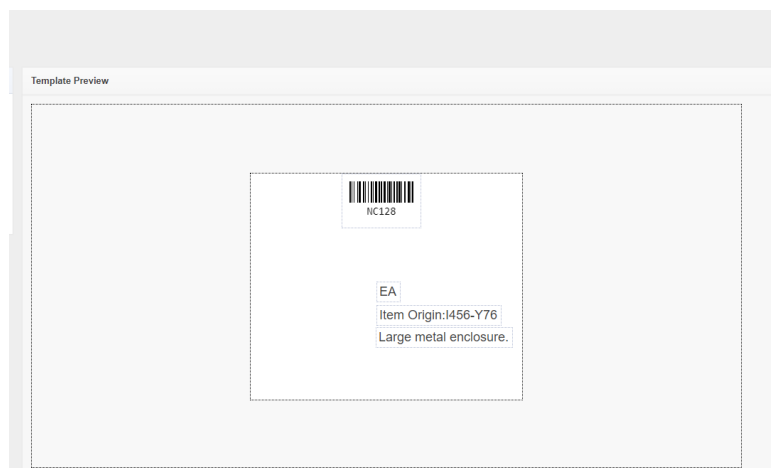 Template Preview
NC128
EA
Item Origin:I456-Y76
Large metal enclosure.